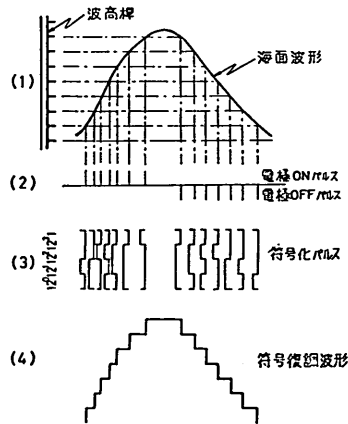 波高桿
海面波形
(1)
(2)
電極ONパルス
電極OFFパルス
(3)
符号化パルス
(4)
符号復調波形